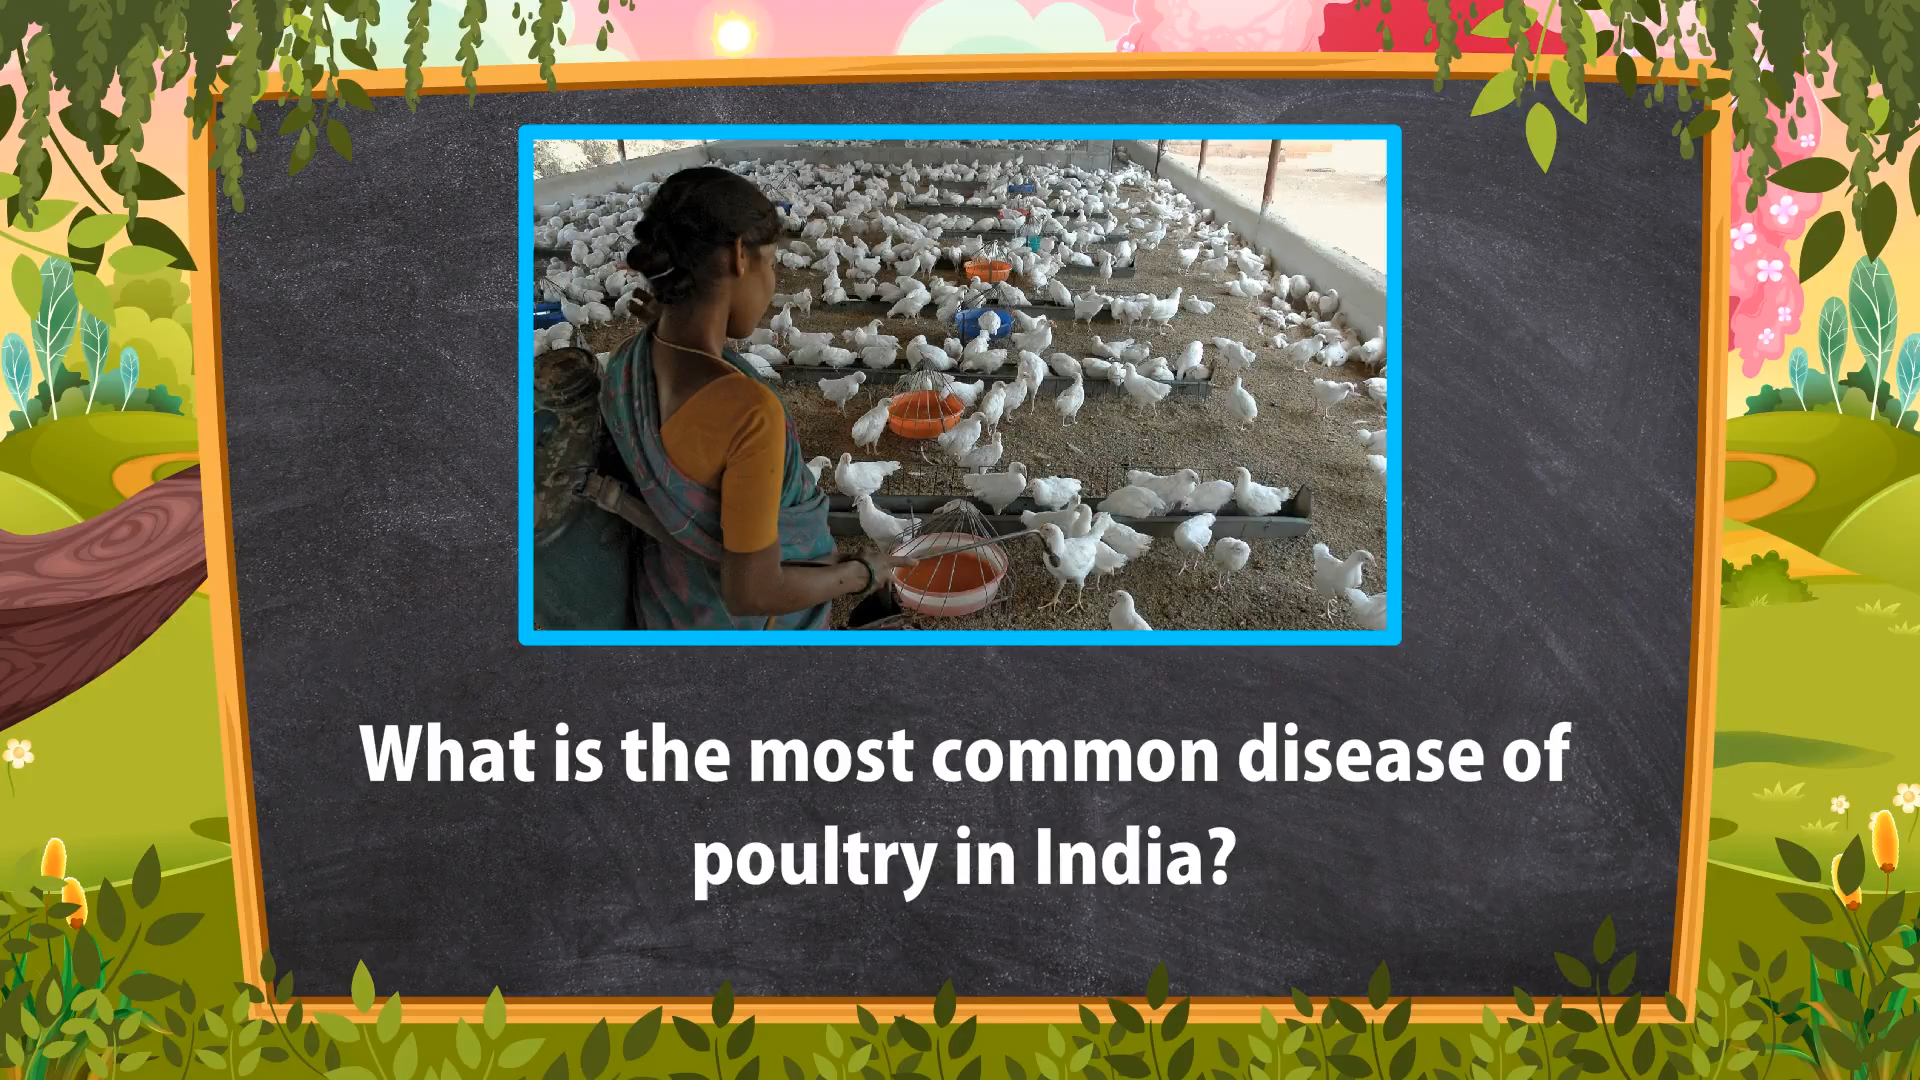 What is the most common disease of
poultry in India?